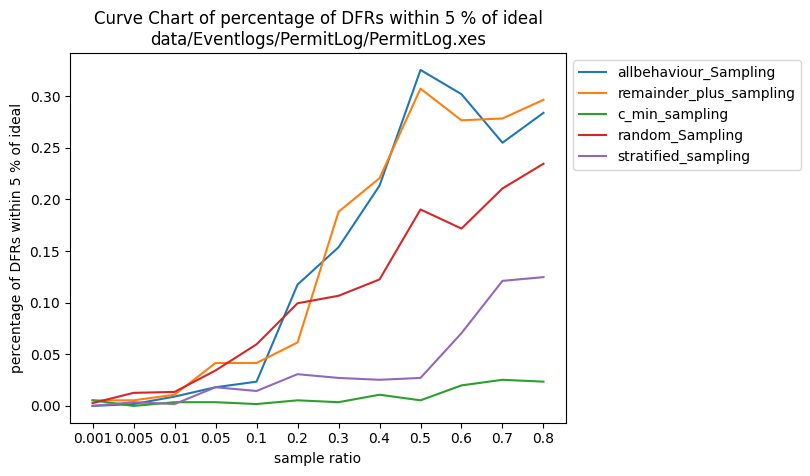 Curve Chart of percentage of DFRs within 5 % of ideal
data/Eventlogs/PermitLog/PermitLog.xes
percentage of DFRs within 5 % of ideal
0.30
0.25
0.20
0.15
0.10
0.05
0.00
0.001 0.005 0.01 0.05 0.1 0.2 0.3 0.4 0.5 0.6 0.7 0.8
sample ratio
allbehaviour_Sampling
remainder_plus_sampling
c_min_sampling
random_Sampling
stratified_sampling